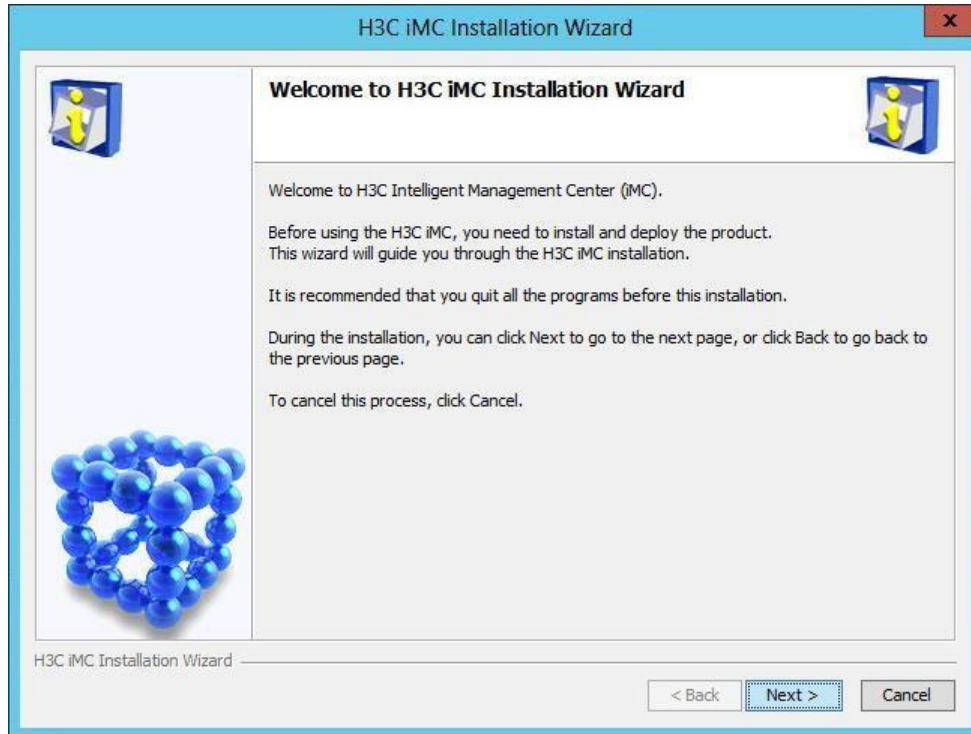 H3C iMC Installation Wizard
x
Welcome to H3C iMC Installation Wizard
Welcome to H3C Intelligent Management Center (iMC).
Before using the H3C iMC, you need to install and deploy the product.
This wizard will guide you through the H3C iMC installation.
It is recommended that you quit all the programs before this installation.
During the installation, you can click Next to go to the next page, or click Back to go back to
the previous page.
To cancel this process, click Cancel.
H3C iMC Installation Wizard
< Back Next > Cancel